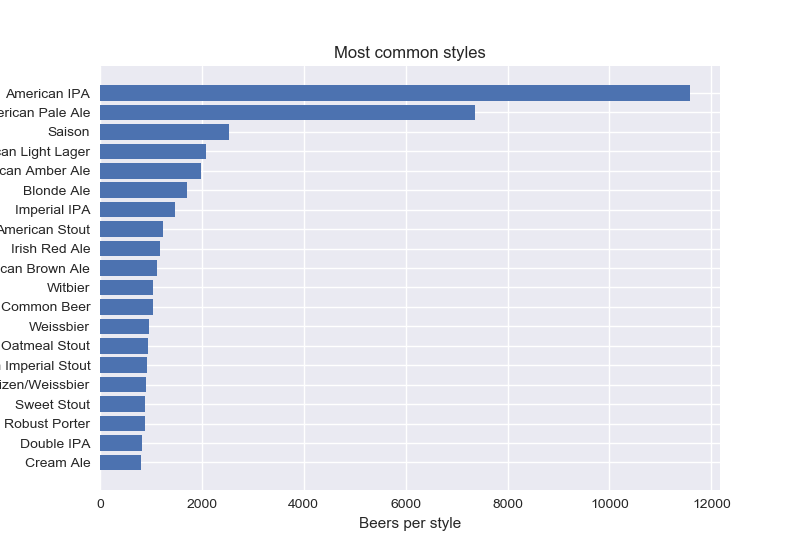 Most common styles
American IPA
erican Pale Ale
Saison
can Light Lager
can Amber Ale
Blonde Ale
Imperial IPA
American Stout
Irish Red Ale
can Brown Ale
Witbier
Common Beer
Weissbier
Oatmeal Stout
Imperial Stout
izen/Weissbier
Sweet Stout
Robust Porter
Double IPA
Cream Ale
0 2000 4000 6000 8000 10000 12000
Beers per style